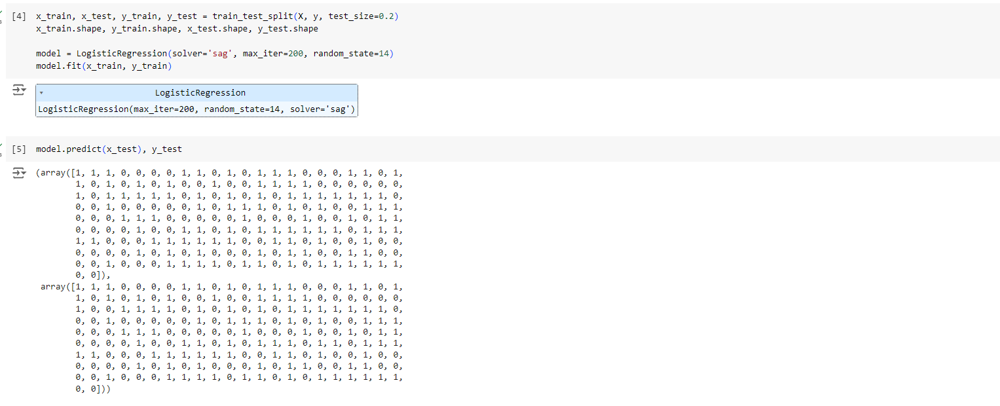 [4] x_train, x_test, y_train, y_test = train_test_split(X, y, test_size=0.2)
x_train.shape, y_train.shape, x_test.shape, y_test.shape
model = LogisticRegression(solver='sag', max_iter=200, random_state=14)
model.fit(x_train, y_train)
LogisticRegression
LogisticRegression(max_iter=200, random_state=14, solver='sag')
[5] model.predict(x_test), y_test
(array([1, 1, 1, 0, 0, 0, 0, 1, 1, 0, 1, 0, 1, 1, 1, 0, 0, 0, 1, 1, 0, 1,
1, 0, 1, 0, 1, 0, 1, 0, 0, 1, 0, 0, 1, 1, 1, 1, 0, 0, 0, 0, 0, 0,
1, 0, 1, 1, 1, 1, 1, 0, 1, 0, 1, 0, 1, 0, 1, 1, 1, 1, 1, 1, 1, 0,
0, 0, 1, 0, 0, 0, 0, 0, 1, 0, 1, 1, 1, 0, 1, 0, 1, 0, 0, 1, 1, 1,
0, 0, 0, 1, 1, 1, 0, 0, 0, 0, 0, 1, 0, 0, 0, 1, 0, 0, 1, 0, 1, 1,
0, 0, 0, 0, 1, 0, 0, 1, 1, 0, 1, 0, 1, 1, 1, 1, 1, 1, 0, 1, 1, 1,
1, 1, 0, 0, 0, 1, 1, 1, 1, 1, 1, 0, 0, 1, 1, 0, 1, 0, 0, 1, 0, 0,
0, 0, 0, 0, 1, 0, 1, 0, 1, 0, 0, 0, 1, 0, 1, 1, 0, 0, 1, 1, 0, 0,
0, 0, 1, 0, 0, 0, 1, 1, 1, 1, 0, 1, 1, 0, 1, 0, 1, 1, 1, 1, 1, 1,
0, 0]),
array([1, 1, 1, 0, 0, 0, 0, 1, 1, 0, 1, 0, 1, 1, 1, 0, 0, 0, 1, 1, 0, 1,
1, 0, 1, 0, 1, 0, 1, 0, 0, 1, 0, 0, 1, 1, 1, 1, 0, 0, 0, 0, 0, 0,
1, 0, 0, 1, 1, 1, 1, 0, 1, 0, 1, 0, 1, 0, 1, 1, 1, 1, 1, 1, 1, 0,
0, 0, 1, 0, 0, 0, 0, 0, 1, 0, 1, 1, 1, 0, 1, 0, 1, 0, 0, 1, 1, 1,
0, 0, 0, 1, 1, 1, 0, 0, 0, 0, 0, 1, 0, 0, 0, 1, 0, 0, 1, 0, 1, 1,
0, 0, 0, 0, 1, 0, 0, 1, 1, 0, 1, 0, 1, 1, 1, 0, 1, 1, 0, 1, 1, 1,
1, 1, 0, 0, 0, 1, 1, 1, 1, 1, 1, 0, 0, 1, 1, 0, 1, 0, 0, 1, 0, 0,
0, 0, 0, 0, 1, 0, 1, 0, 1, 0, 0, 0, 1, 0, 1, 1, 0, 0, 1, 1, 0, 0,
0, 0, 1, 0, 0, 0, 1, 1, 1, 1, 0, 1, 1, 0, 1, 0, 1, 1, 1, 1, 1, 1,
0, 0]))